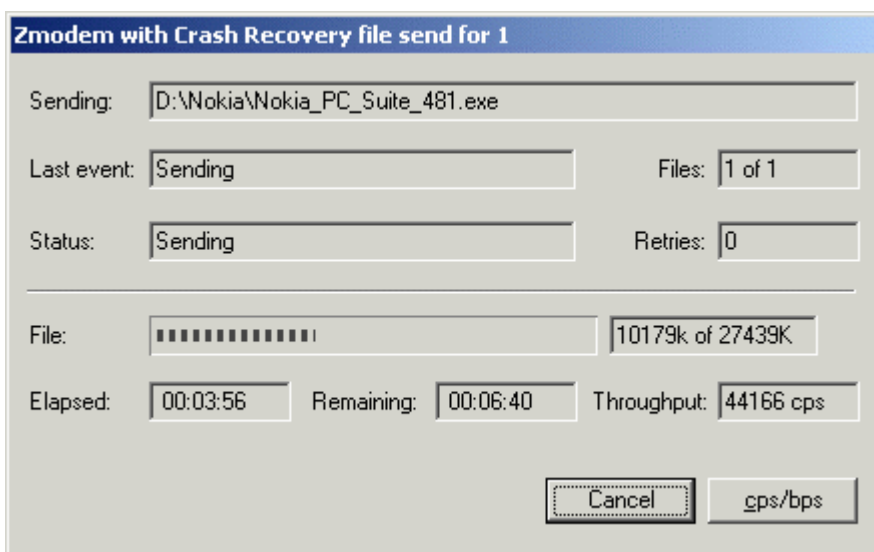 Zmodem with Crash Recovery file send for 1
Sending: D:\Nokia\Nokia_PC_Suite_481.exe
Last event: Sending Files: 1 of 1
Status: Sending Retries: 0
File: 10179k of 27439K
Elapsed: 00:03:56 Remaining: 00:06:40 Throughput: 44166 cps
Cancel cps/bps